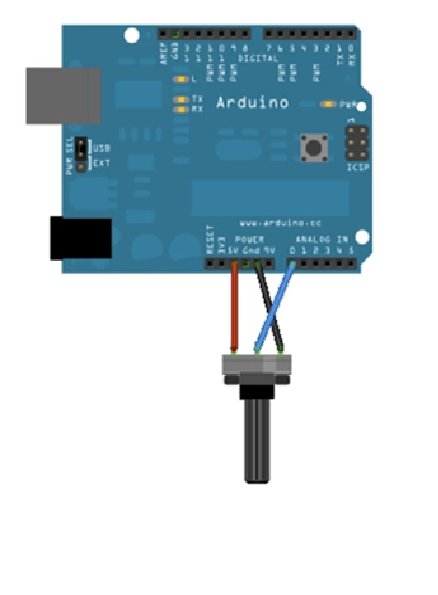 AREF
GND
13 12 11 10 9 8 7 6 5 4 3 2 1 0
PWM PWM PWM PWM PWM PWM
TX RX
DIGITAL
L
TX
RX
Arduino
PWR
1
ICSP
PWR SEL
USB
EXT
www.arduino.cc
RESET
3V3
POWER
5V Gnd 9V
ANALOG IN
0 1 2 3 4 5